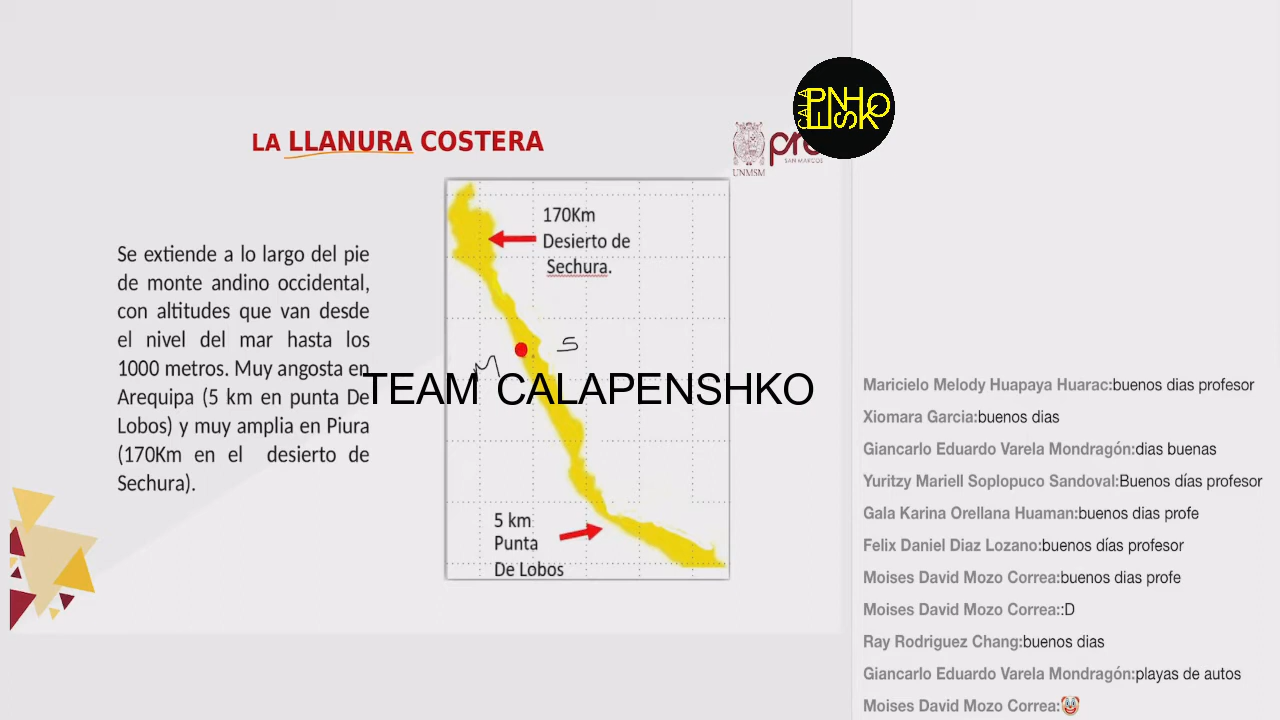 LA LLANURA COSTERA
CALA
PENHO
ESK
pre
SAN MARCOS
UNMSM
Se extiende a lo largo del pie
de monte andino occidental,
con altitudes que van desde
el nivel del mar hasta los
1000 metros. Muy angosta en
Arequipa (5 km en punta De
Lobos) y muy amplia en Piura
(170Km en el desierto de
Sechura).
170Km
Desierto de
Sechura.
M
S
TEAM CALAPENSHKO
5 km
Punta
De Lobos
Maricielo Melody Huapaya Huarac:buenos dias profesor
Xiomara Garcia:buenos dias
Giancarlo Eduardo Varela Mondragón:dias buenas
Yuritzy Mariell Soplopuco Sandoval:Buenos días profesor
Gala Karina Orellana Huaman:buenos dias profe
Felix Daniel Diaz Lozano:buenos días profesor
Moises David Mozo Correa:buenos dias profe
Moises David Mozo Correa::D
Ray Rodriguez Chang:buenos dias
Giancarlo Eduardo Varela Mondragón:playas de autos
Moises David Mozo Correa:🤡